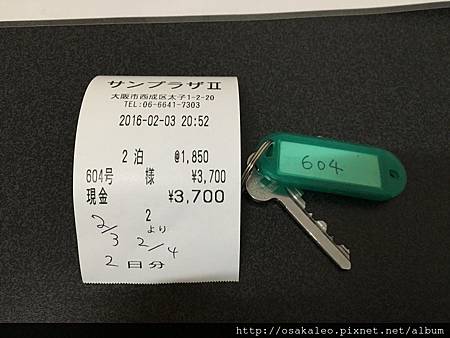 サンプラザⅡ
大阪市西成区太子1-2-20
TEL:06-6641-7303
2016-02-03 20:52
2 泊 @1,850
604号 様 ¥3,700
現金 ¥3,700
2
2/3 より 2/4
2日分
604
http://osakaleo.pixnet.net/album